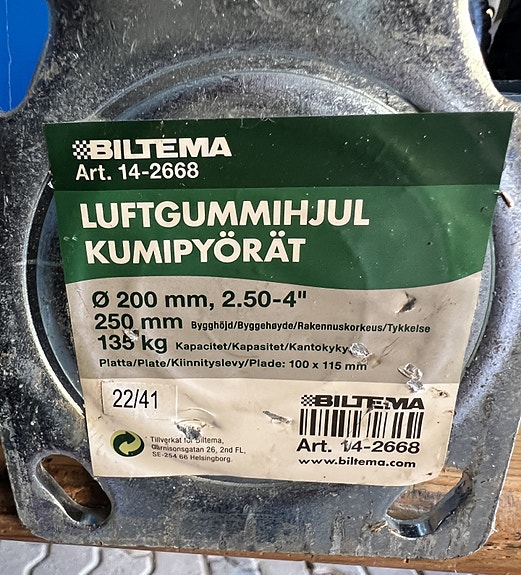 BILTEMA
Art. 14-2668
LUFTGUMMIHJUL
KUMIPYÖRÄT
Ø 200 mm, 2.50-4"
250 mm Bygghöjd/Byggehøyde/Rakennuskorkeus/Tykkelse
135 kg Kapacitet/Kapasitet/Kantokyky
Platta/Plate/Kiinnityslevy/Plade: 100 x 115 mm
22/41
Tillverkat för Biltema,
Garnisonsgatan 26, 2nd FL,
SE-254 66 Helsingborg.
BILTEMA
Art. 14-2668
www.biltema.com